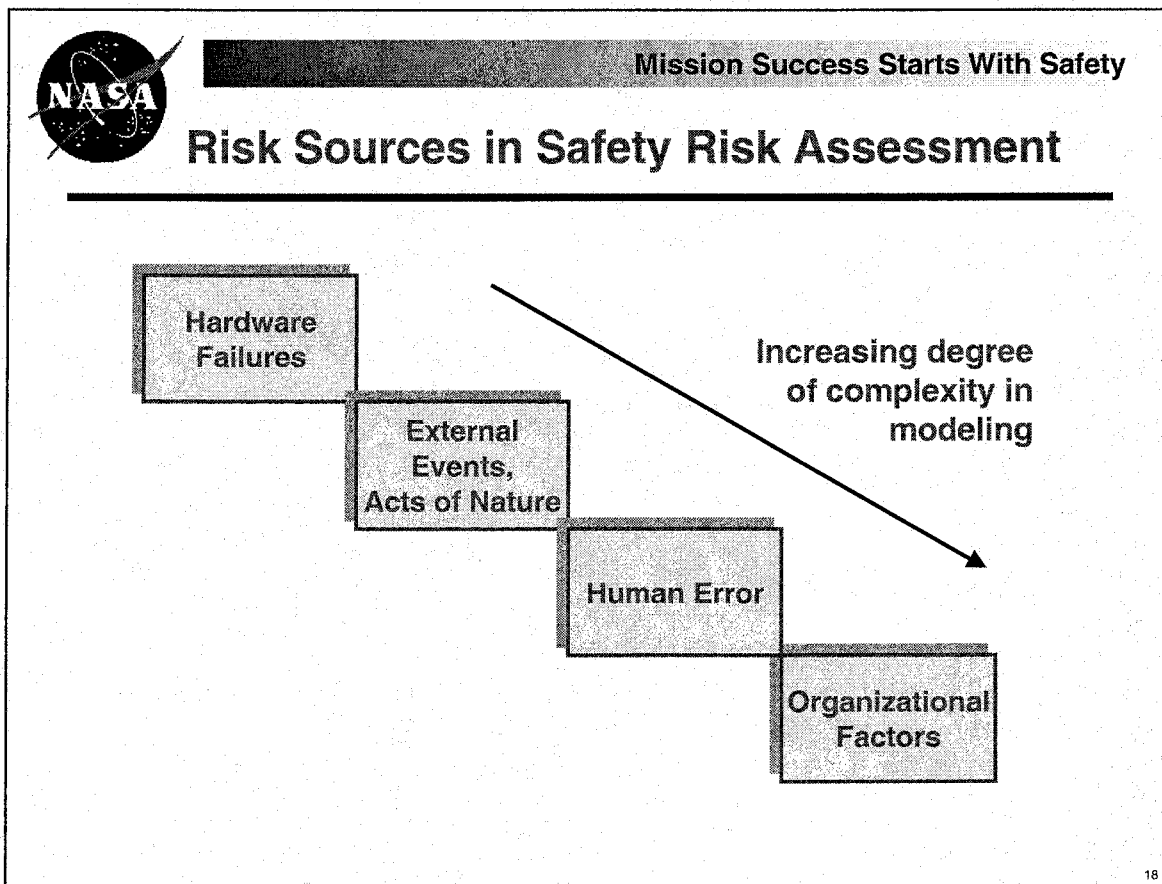 NASA
Mission Success Starts With Safety
Risk Sources in Safety Risk Assessment
Hardware
Failures
Increasing degree
of complexity in
modeling
External
Events,
Acts of Nature
Human Error
Organizational
Factors
18